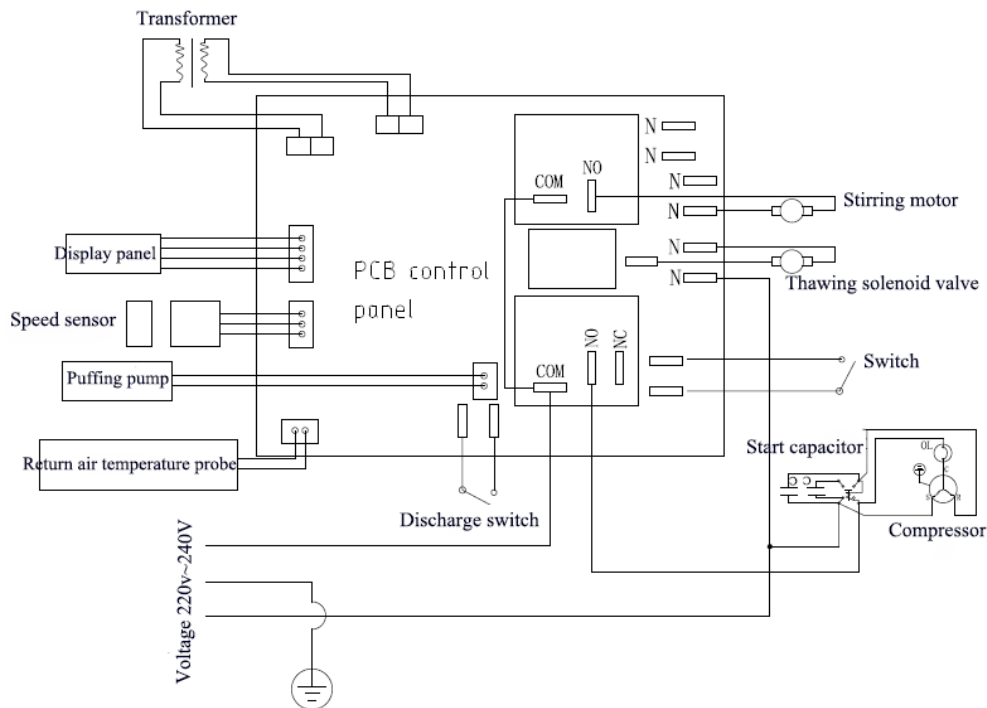 Transformer
N
N
NO
N
COM
N
Stirring motor
Display panel
N
PCB control
panel
N
Thawing solenoid valve
Speed sensor
NO
NC
Switch
Puffing pump
COM
Return air temperature probe
Start capacitor
OL
C
C
C
S
R
Discharge switch
Compressor
Voltage 220v~240V